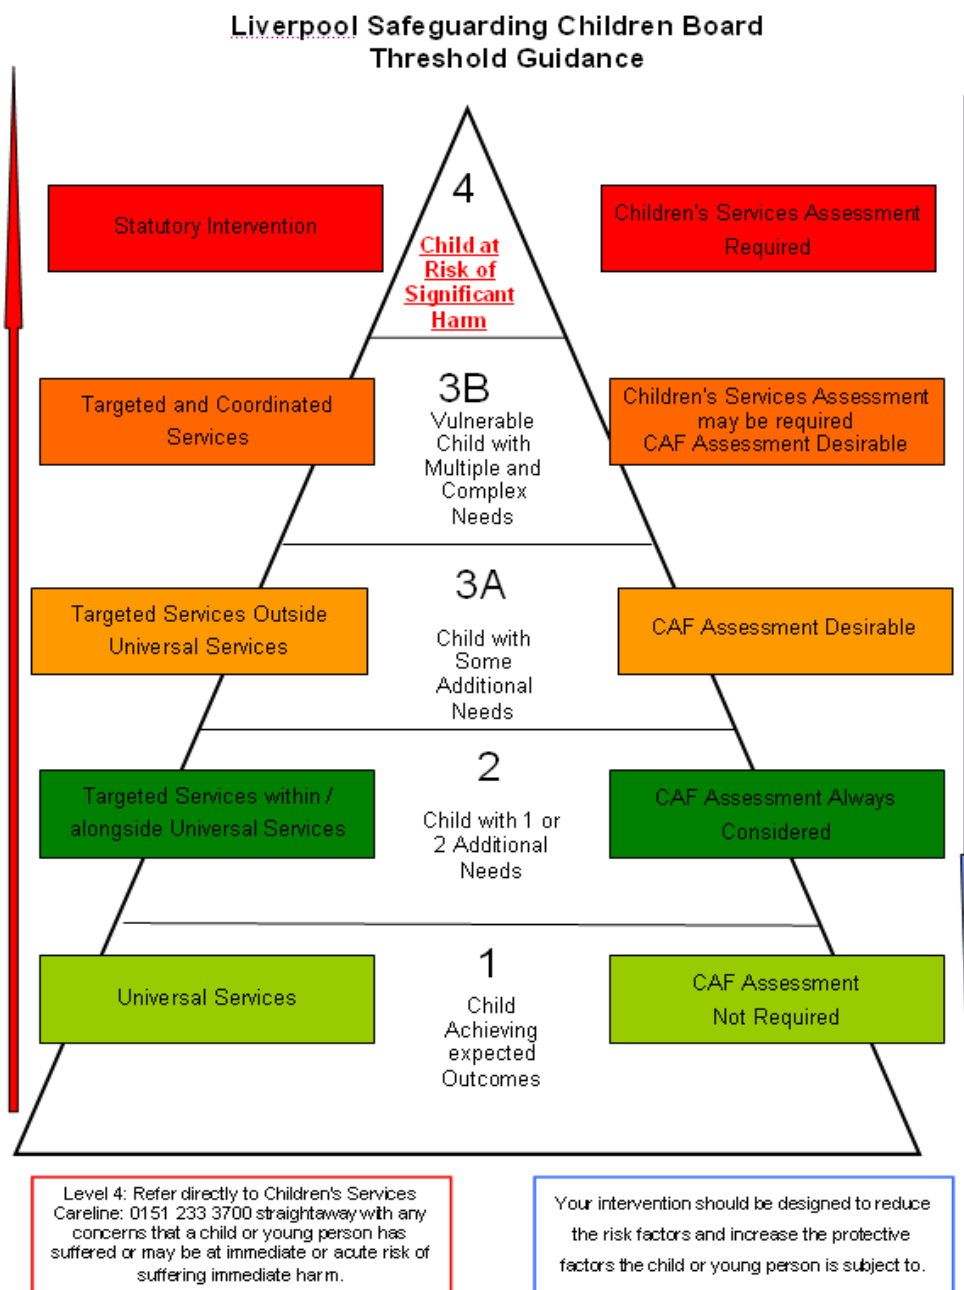 Liverpool Safeguarding Children Board
Threshold Guidance
4
Child at
Risk of
Significant
Harm
Statutory Intervention
Children's Services Assessment
Required
3B
Vulnerable
Child with
Multiple and
Complex
Needs
Targeted and Coordinated
Services
Children's Services Assessment
may be required
CAF Assessment Desirable
3A
Child with
Some
Additional
Needs
Targeted Services Outside
Universal Services
CAF Assessment Desirable
2
Child with 1 or
2 Additional
Needs
Targeted Services within /
alongside Universal Services
CAF Assessment Always
Considered
1
Child
Achieving
expected
Outcomes
Universal Services
CAF Assessment
Not Required
Level 4: Refer directly to Children's Services
Careline: 0151 233 3700 straightaway with any
concerns that a child or young person has
suffered or may be at immediate or acute risk of
suffering immediate harm.
Your intervention should be designed to reduce
the risk factors and increase the protective
factors the child or young person is subject to.